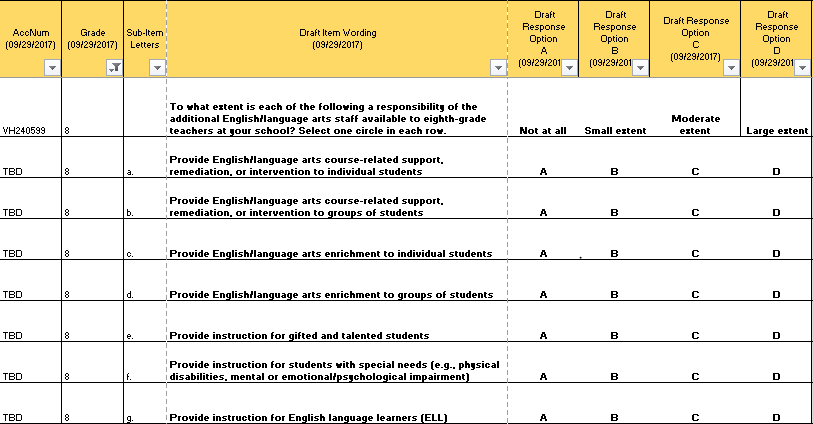 AccNum (09/29/2017) Grade (09/29/2017) Sub-Item Letters Draft Item Wording (09/29/2017) Draft Response Option A (09/29/201 Draft Response Option B (09/29/201 Draft Response Option C (09/29/2017) Draft Response Option D (09/29/201
To what extent is each of the following a responsibility of the
additional English/language arts staff available to eighth-grade
VH240599 8 teachers at your school? Select one circle in each row. Not at all Small extent Moderate extent Large extent
Provide English/language arts course-related support,
TBD 8 a. remediation, or intervention to individual students A B C D
Provide English/language arts course-related support,
TBD 8 b. remediation, or intervention to groups of students A B C D
TBD 8 c. Provide English/language arts enrichment to individual students A B C D
TBD 8 d. Provide English/language arts enrichment to groups of students A B C D
TBD 8 e. Provide instruction for gifted and talented students A B C D
Provide instruction for students with special needs (e.g., physical
TBD 8 f. disabilities, mental or emotional/psychological impairment) A B C D
TBD 8 g. Provide instruction for English language learners (ELL) A B C D